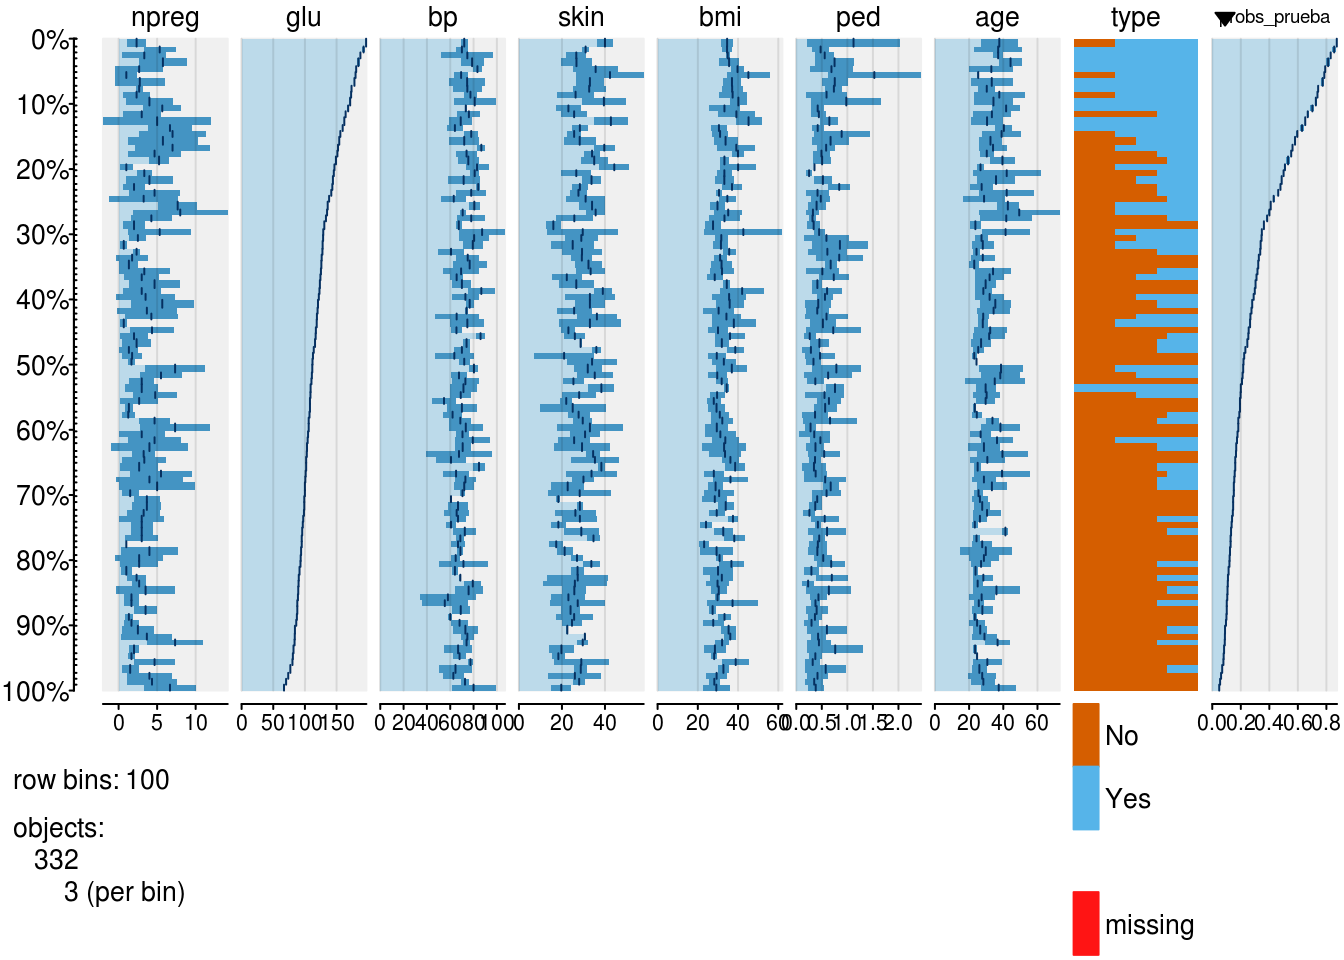 npreg glu bp skin bmi ped age type probs_prueba
0%
10%
20%
30%
40%
50%
60%
70%
80%
90%
100%
0 5 10 0 50 100 150 0 20 40 60 80 100 0 20 40 0 20 40 60 0.0 0.5 1.0 1.5 2.0 0 20 40 60 0.0 0.2 0.4 0.6 0.8
No
row bins: 100
Yes
objects:
332
3 (per bin)
missing